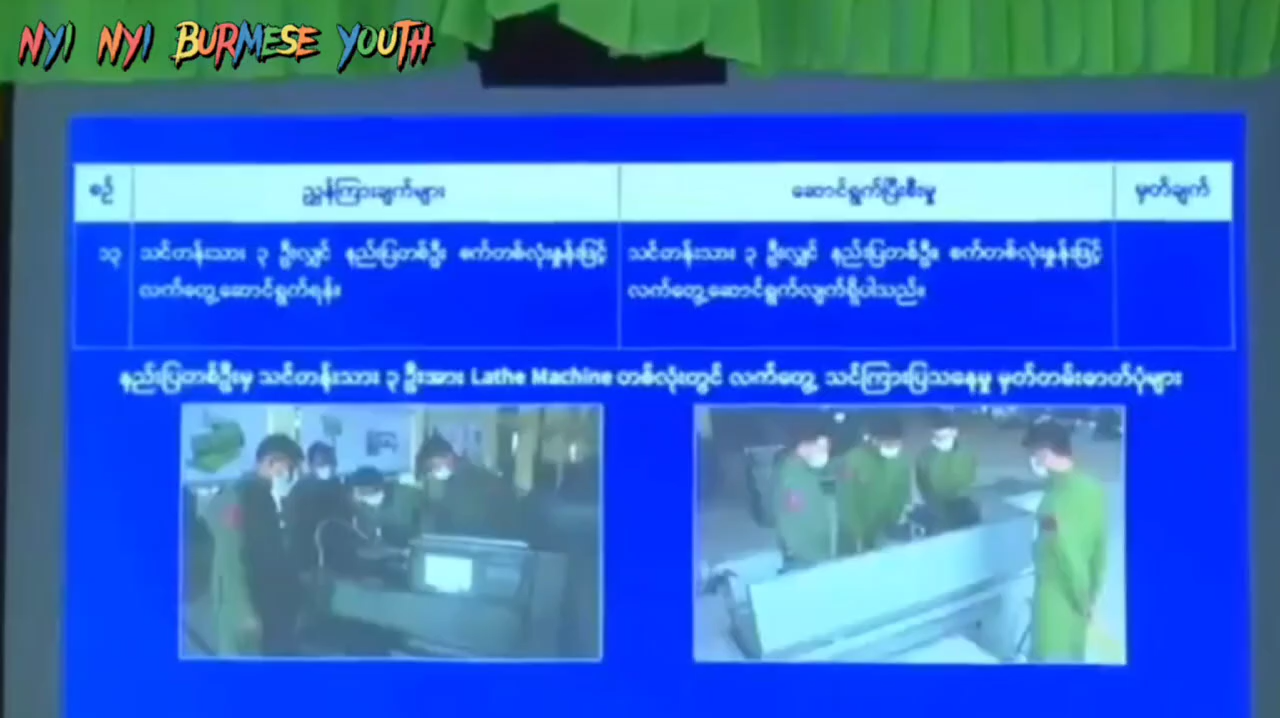 NYI NYI BURMESE YOUTH
စဉ် ညွှန်ကြားချက်များ ဆောင်ရွက်ပြီးစီးမှု မှတ်ချက်
၁၃ သင်တန်းသား ၃ ဦးလျှင် နည်းပြတစ်ဦး စက်တစ်လုံးနှုန်းဖြင့် သင်တန်းသား ၃ ဦးလျှင် နည်းပြတစ်ဦး၊ စက်တစ်လုံးနှုန်းဖြင့်
လက်တွေ့ဆောင်ရွက်ရန်။ လက်တွေ့ဆောင်ရွက်လျက်ရှိပါသည်။
နည်းပြတစ်ဦးမှ သင်တန်းသား ၃ ဦးအား Lathe Machine တစ်လုံးတွင် လက်တွေ့ သင်ကြားပြသနေမှု မှတ်တမ်းဓာတ်ပုံများ